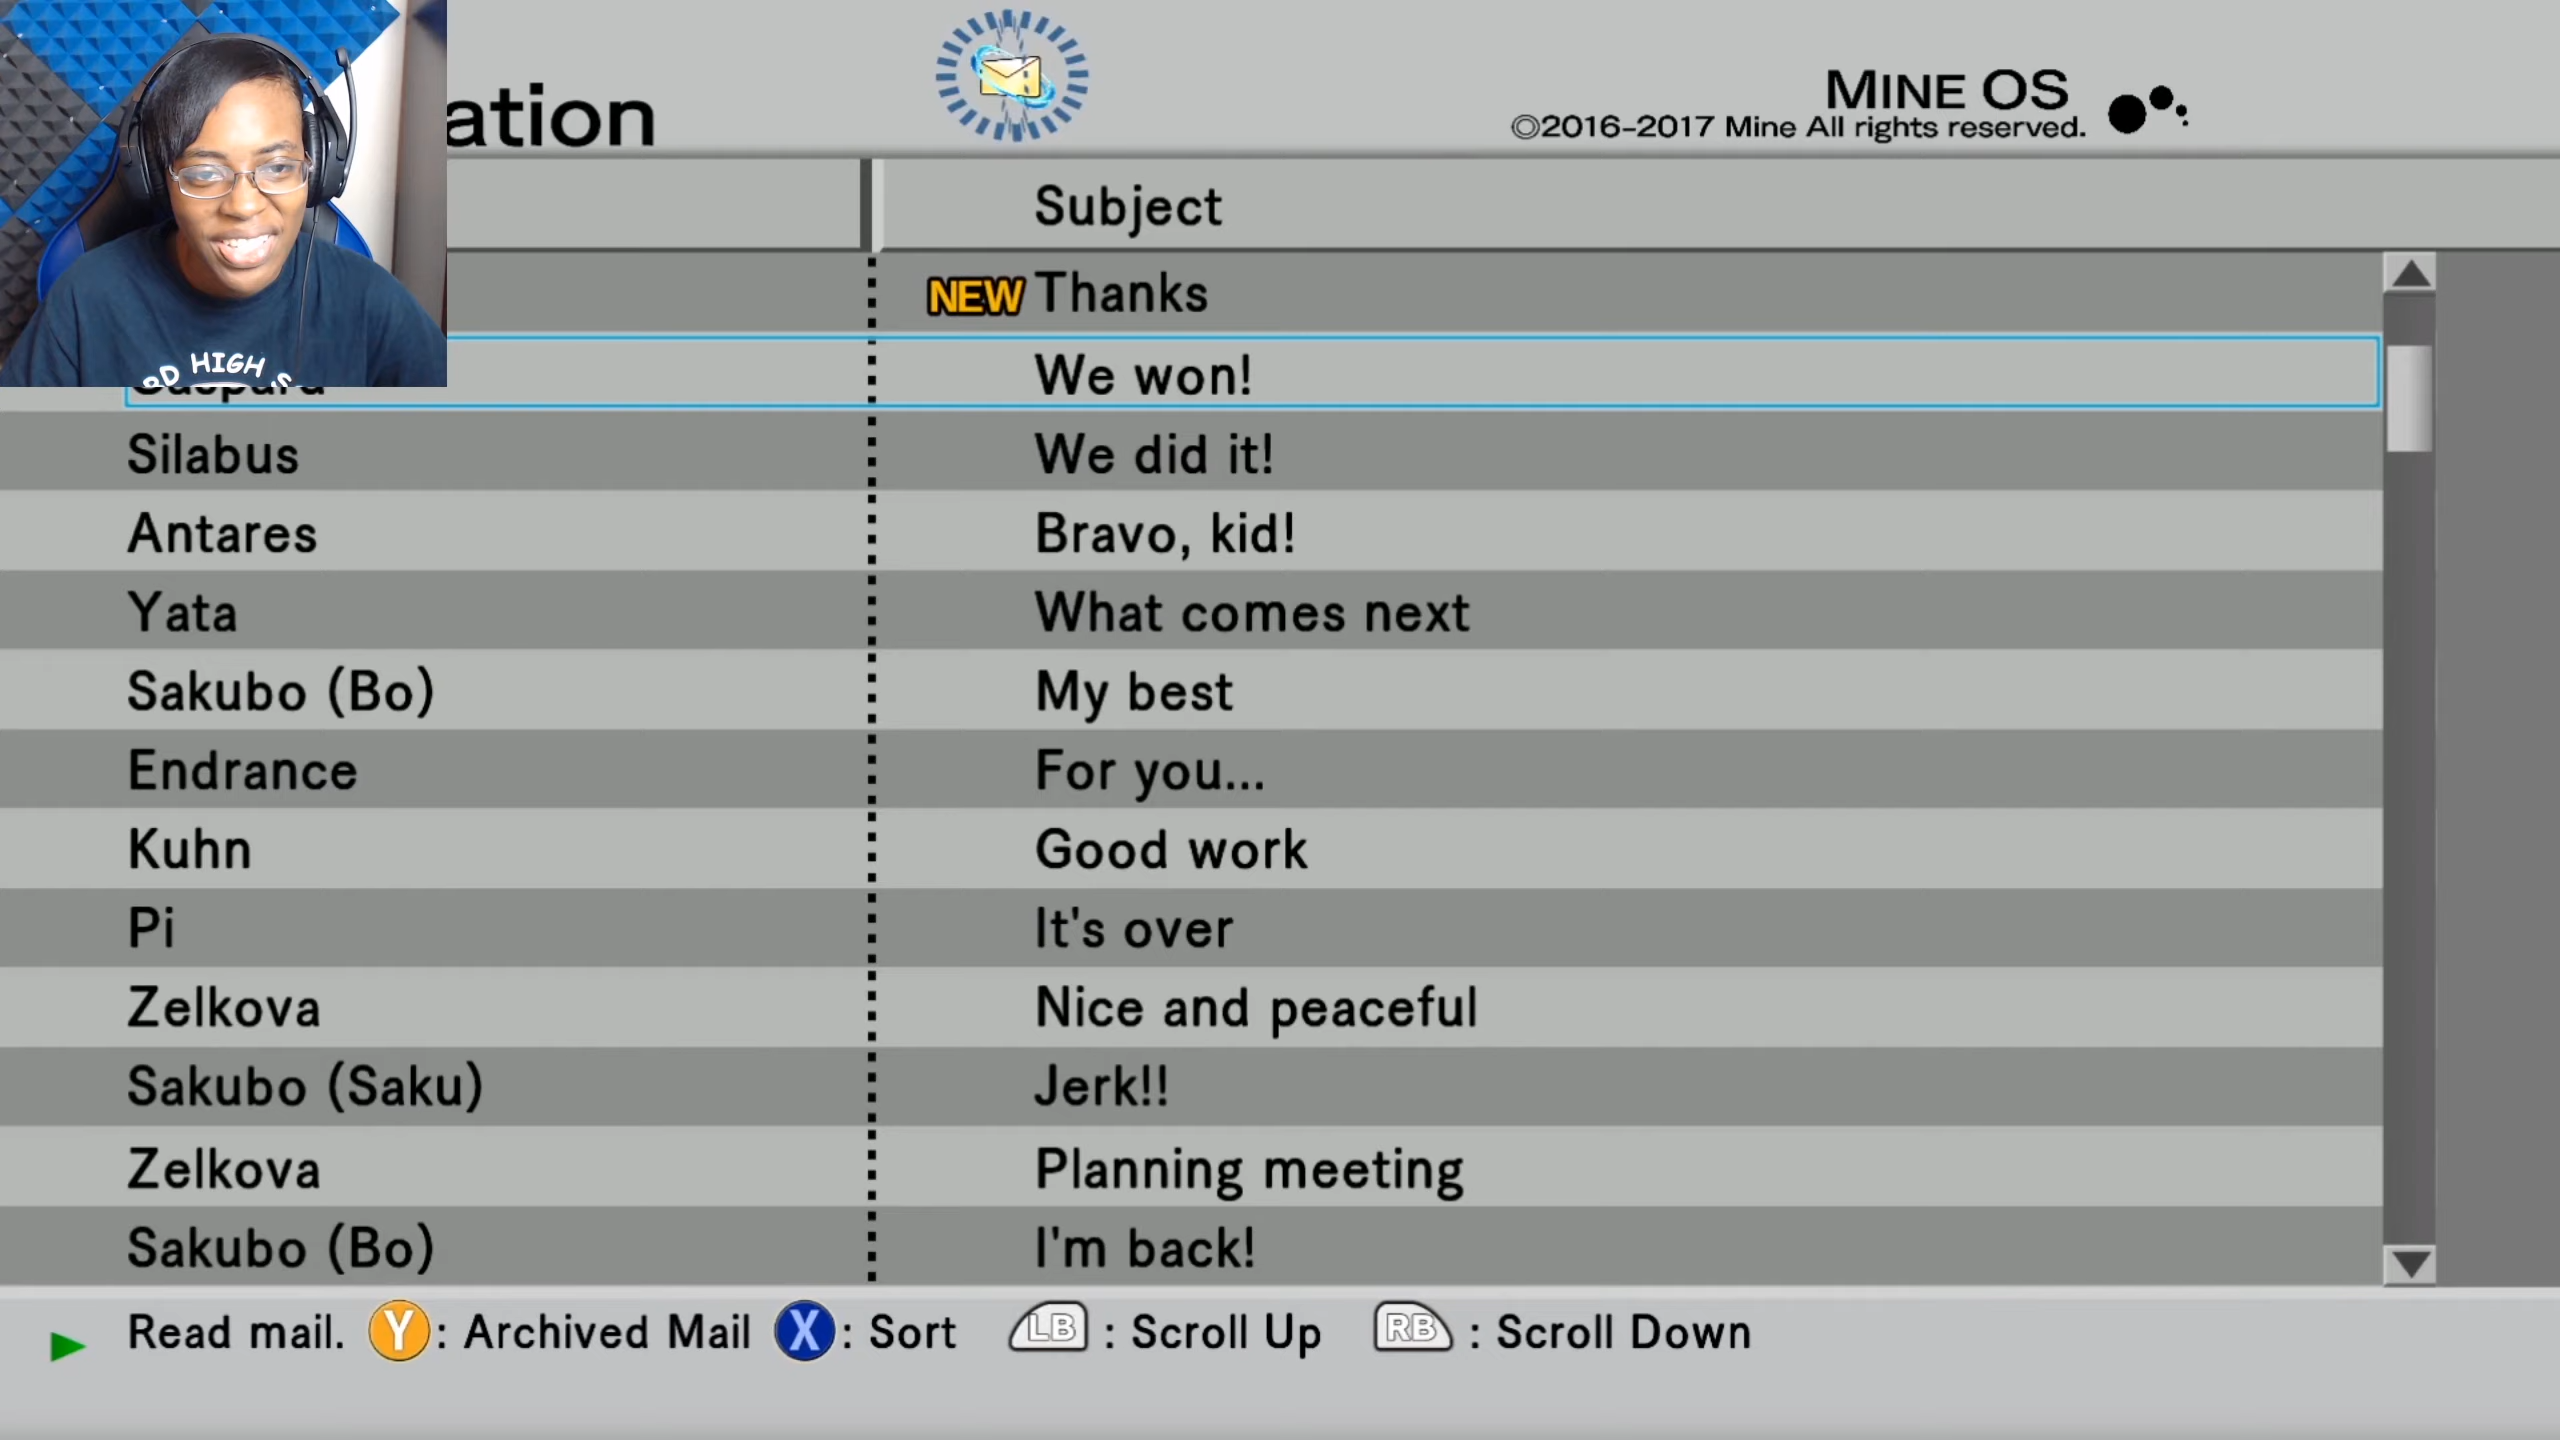 ation
MINE OS
©2016-2017 Mine All rights reserved.
Subject
NEW Thanks
HIGH
We won!
Silabus We did it!
Antares Bravo, kid!
Yata What comes next
Sakubo (Bo) My best
Endrance For you...
Kuhn Good work
Pi It's over
Zelkova Nice and peaceful
Sakubo (Saku) Jerk!!
Zelkova Planning meeting
Sakubo (Bo) I'm back!
Read mail. Y: Archived Mail X: Sort LB : Scroll Up RB : Scroll Down